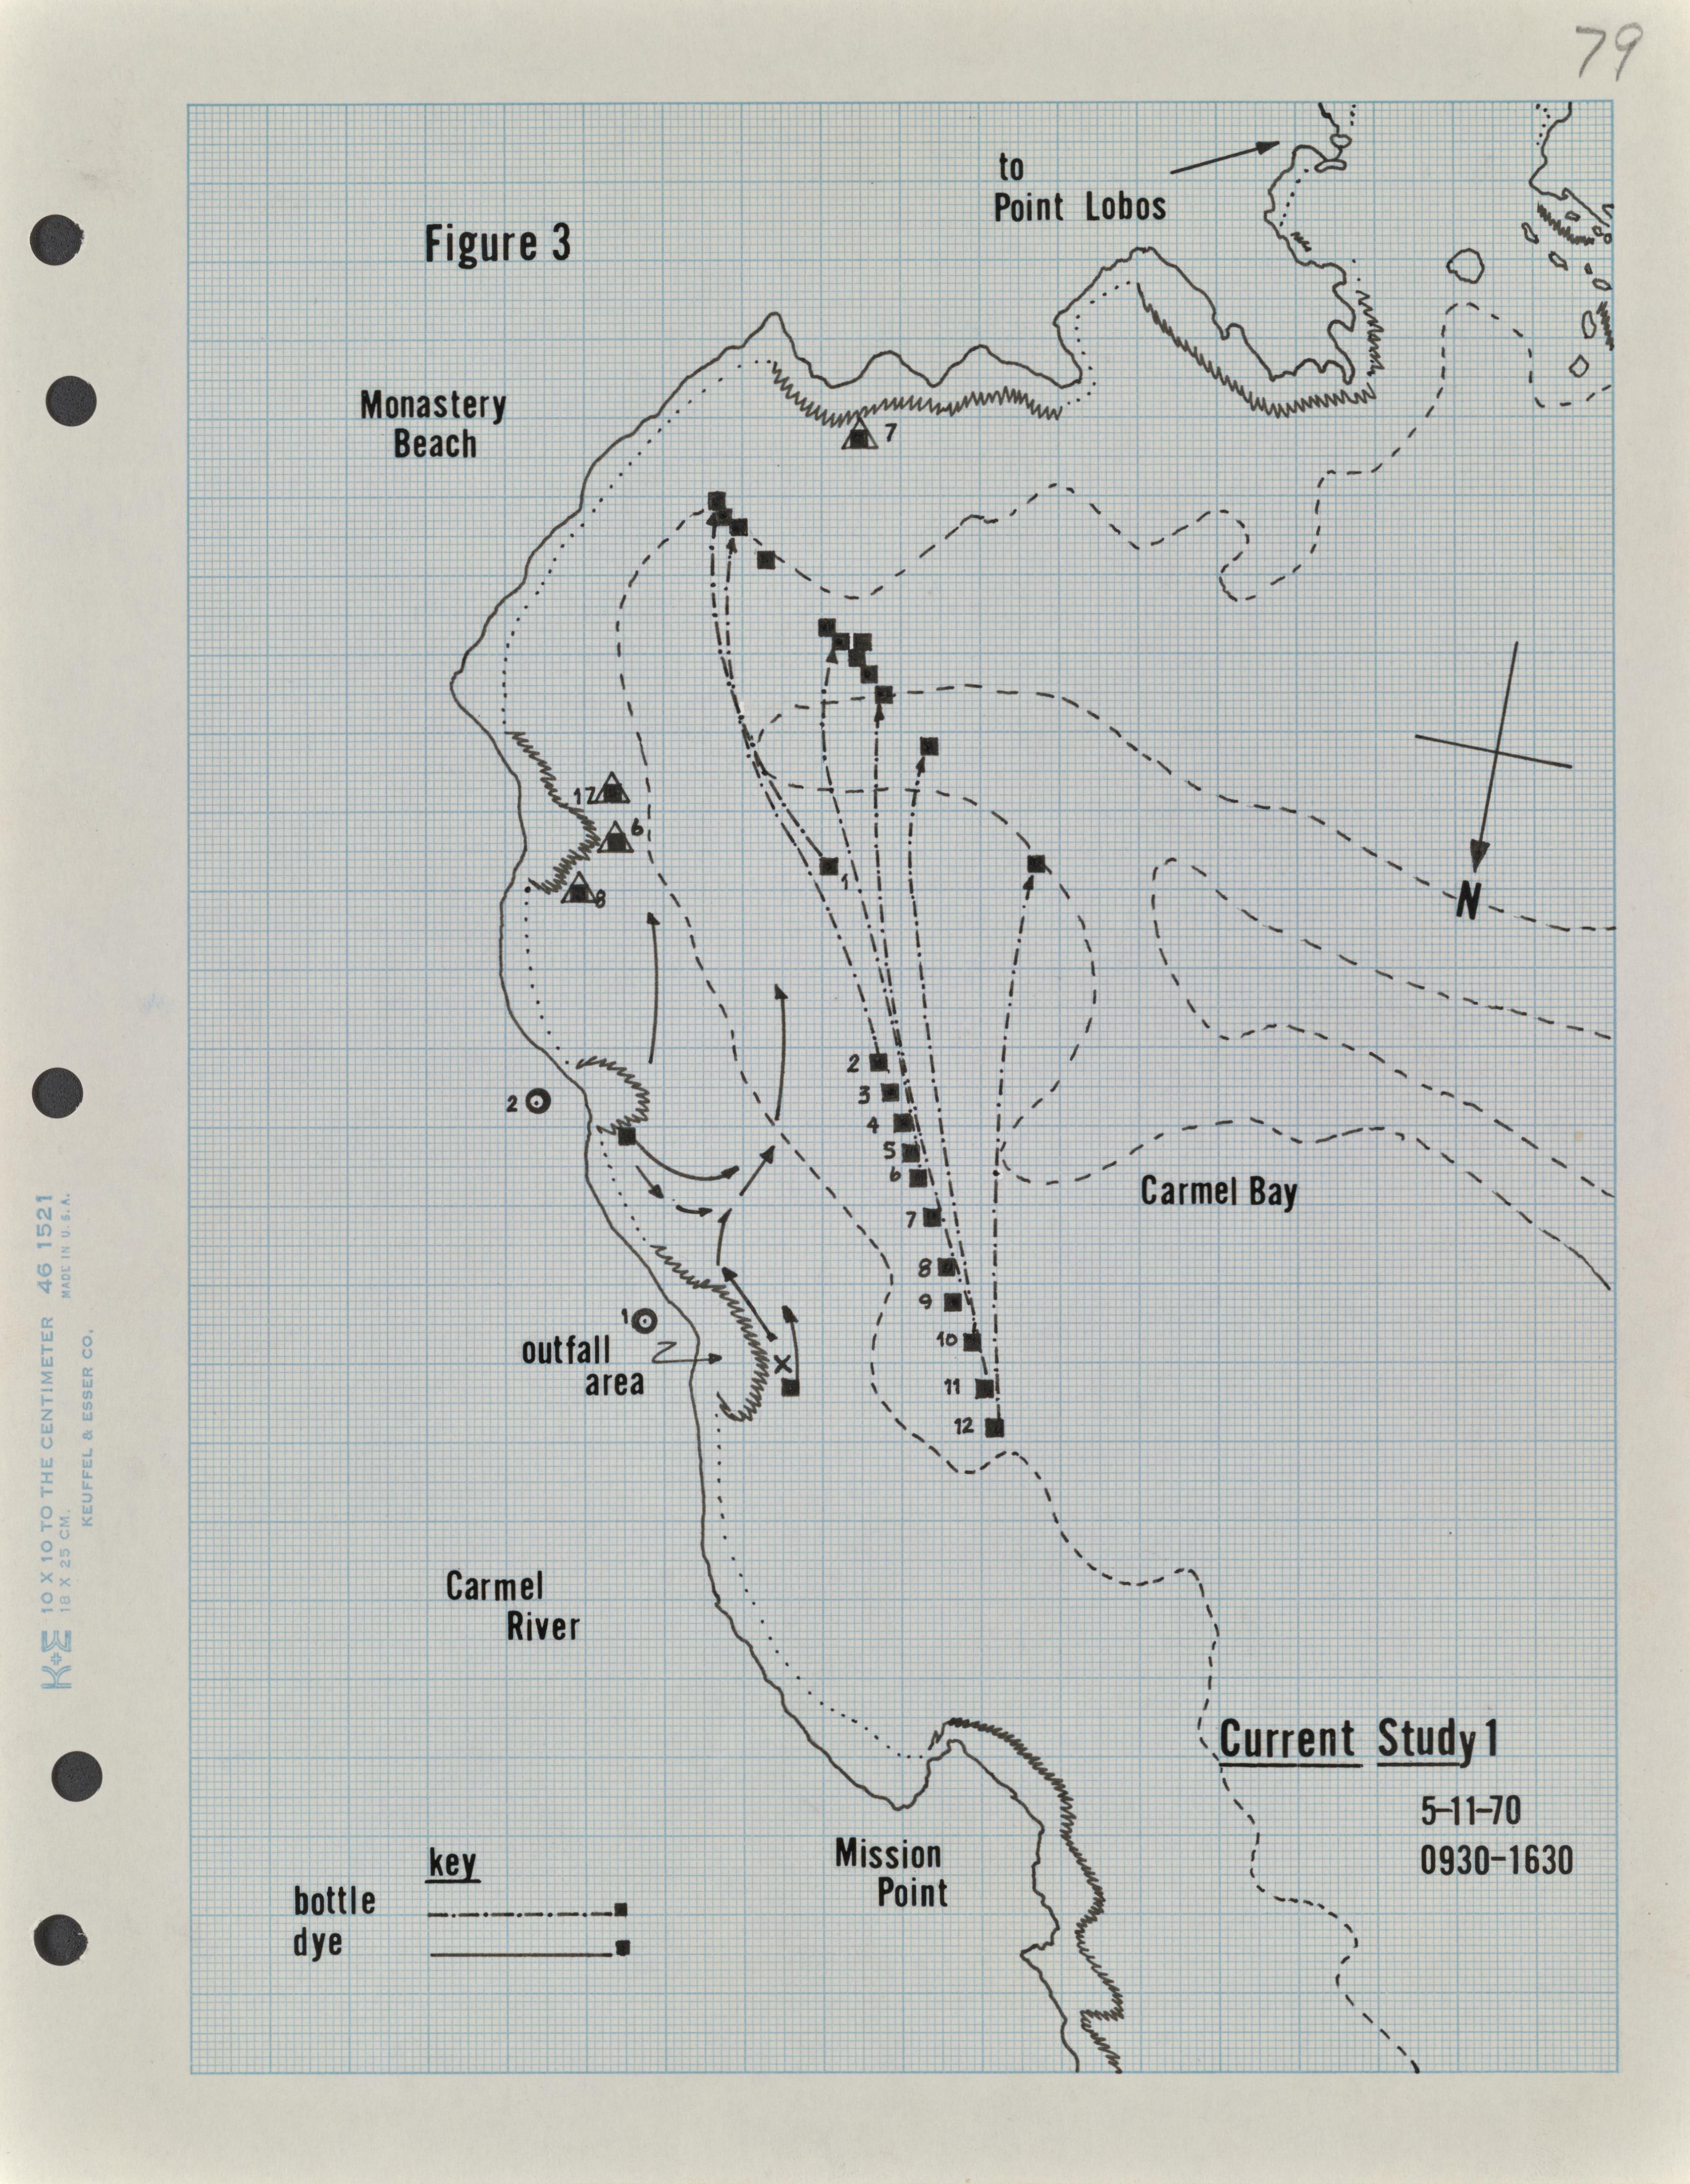 79
to
Point Lobos
Figure 3
Monastery
Beach
7
17
6
8
1
N
2
2
3
4
5
6
7
Carmel Bay
8
9
1
10
outfall
area
11
12
Carmel
River
Current Study 1
5-11-70
0930-1630
Mission
Point
key
bottle
dye
K+E 10 X 10 TO THE CENTIMETER 46 1521
18 X 25 CM. MADE IN U.S.A.
KEUFFEL & ESSER CO.